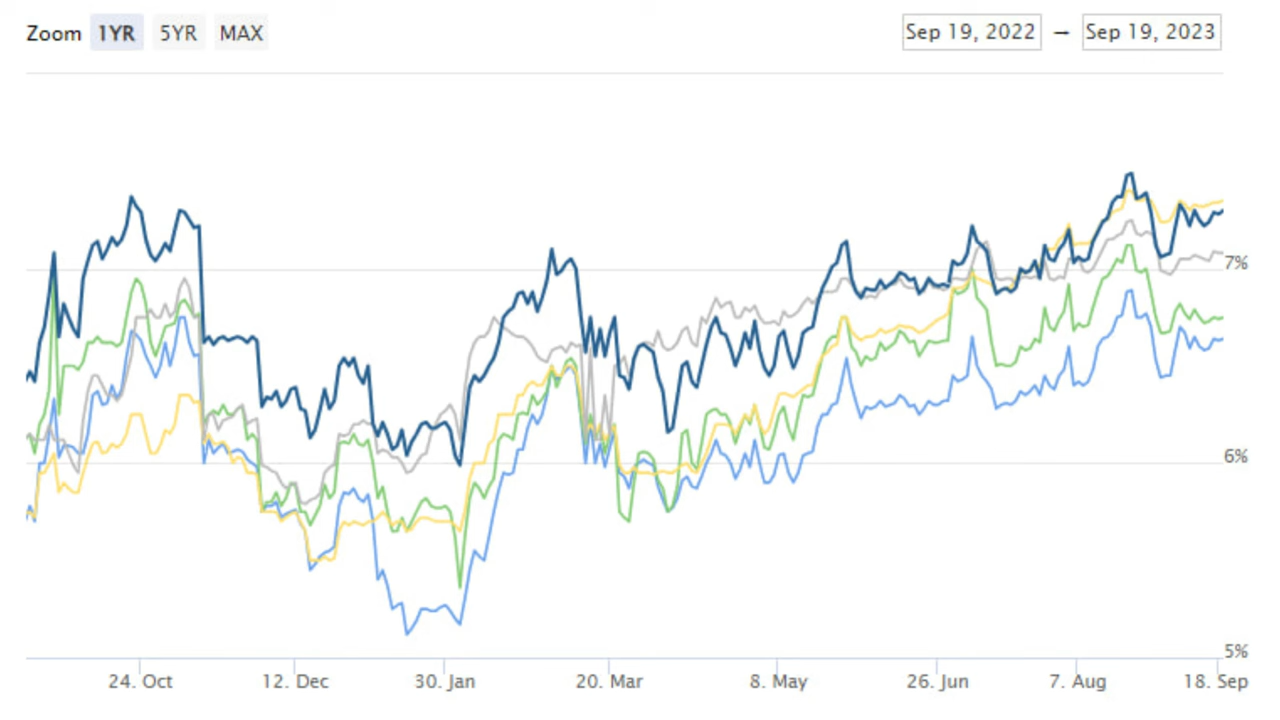 Zoom 1YR 5YR MAX Sep 19, 2022 – Sep 19, 2023
7%
6%
5%
24. Oct 12. Dec 30. Jan 20. Mar 8. May 26. Jun 7. Aug 18. Sep